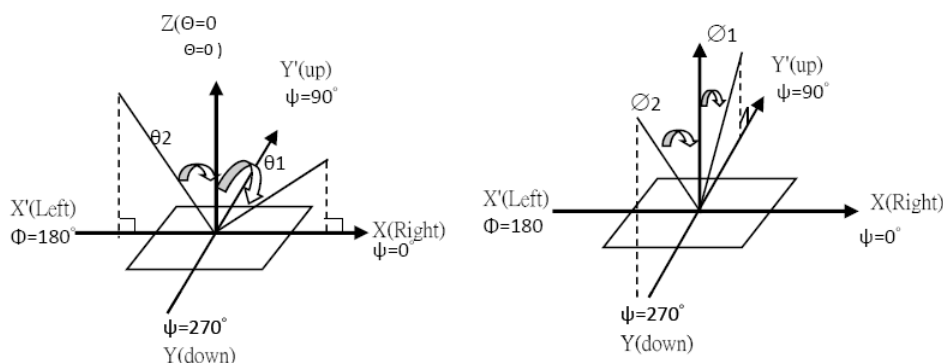 Z(Θ=0
Θ=0 )
Y'(up)
ψ=90°
θ2
θ1
X'(Left)
Φ=180°
X(Right)
ψ=0°
ψ=270°
Y(down)
∅1
Y'(up)
ψ=90°
∅2
X'(Left)
Φ=180
X(Right)
ψ=0°
ψ=270°
Y(down)